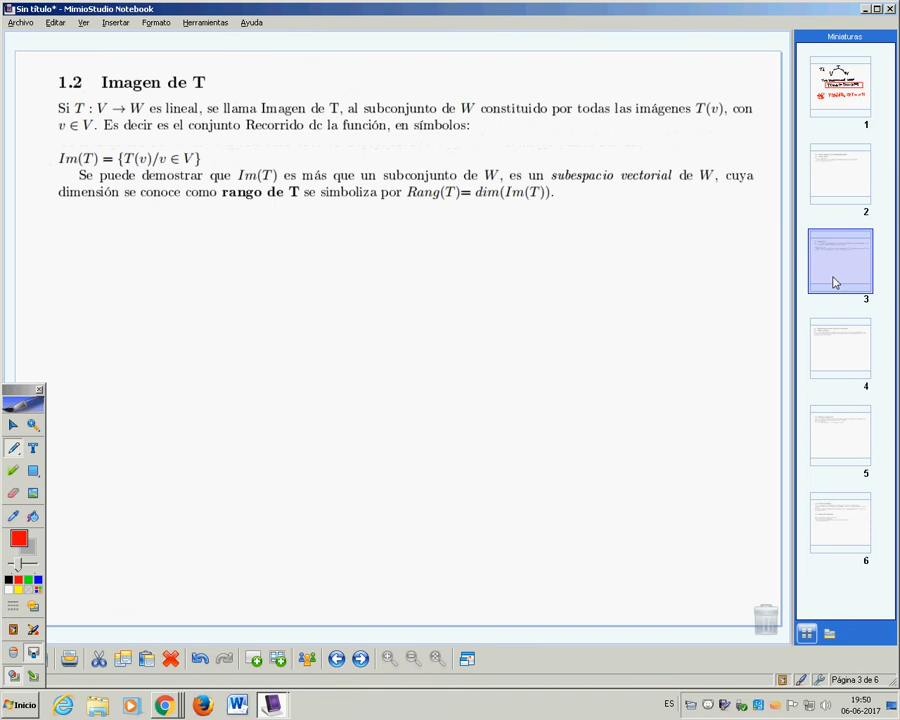 Sin título* - MimioStudio Notebook
Archivo Editar Ver Insertar Formato Herramientas Ayuda
1.2 Imagen de T
Si T : V → W es lineal, se llama Imagen de T, al subconjunto de W constituido por todas las imágenes T(v), con
v ∈ V. Es decir es el conjunto Recorrido de la función, en símbolos:
Im(T) = {T(v)/v ∈ V}
Se puede demostrar que Im(T) es más que un subconjunto de W, es un subespacio vectorial de W, cuya
dimensión se conoce como rango de T se simboliza por Rang(T)= dim(Im(T)).
Miniaturas
1
2
3
4
5
6
Página 3 de 6
Inicio
ES
19:50
06-06-2017